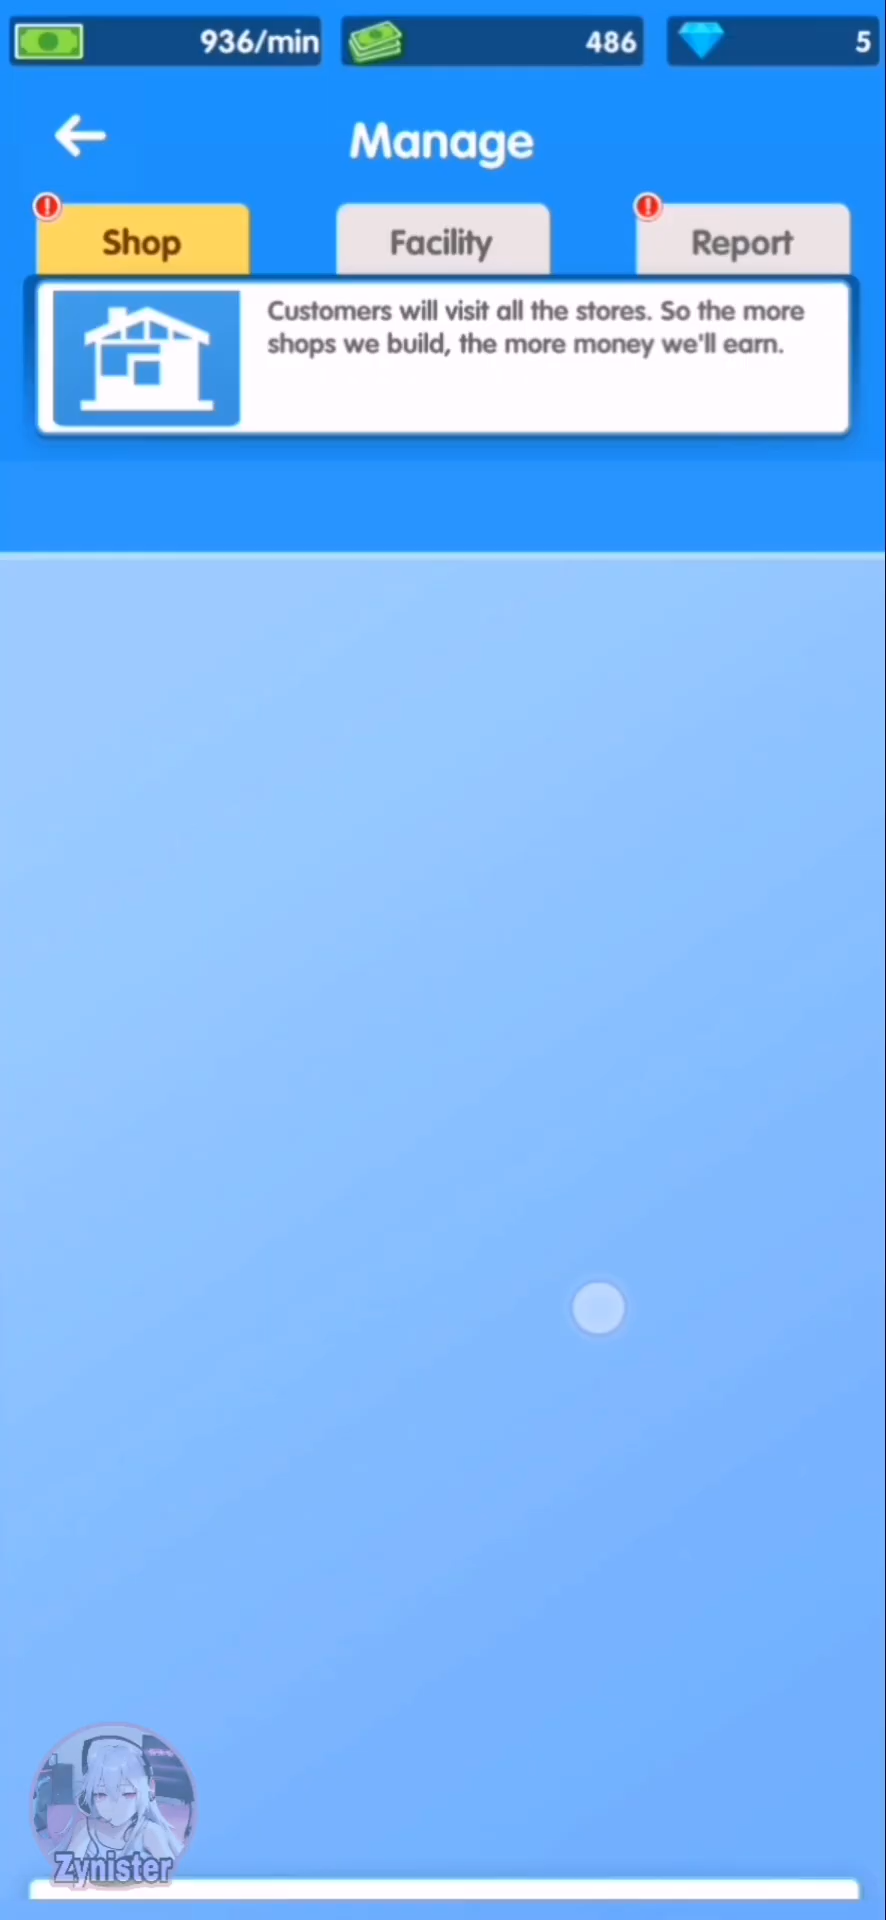 936/min
486
5
Manage
Shop
Facility
Report
Customers will visit all the stores. So the more
shops we build, the more money we'll earn.
Zynister